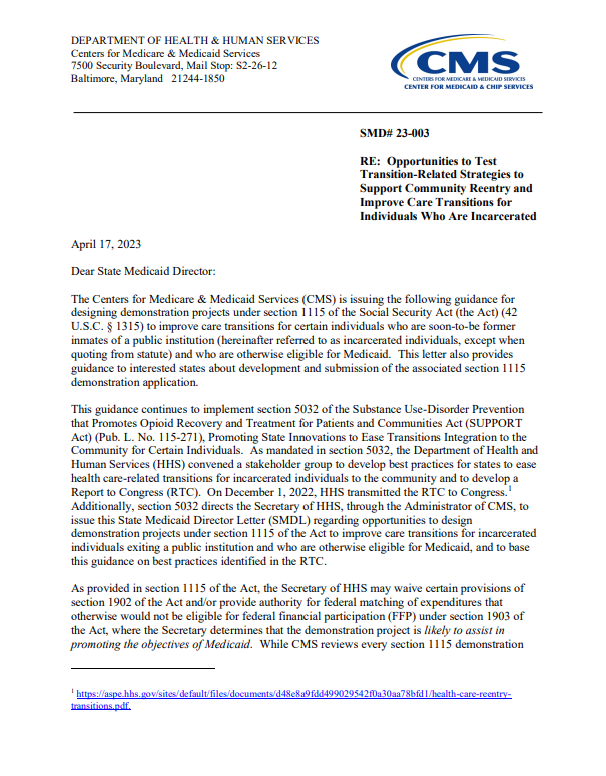 DEPARTMENT OF HEALTH & HUMAN SERVICES
Centers for Medicare & Medicaid Services
7500 Security Boulevard, Mail Stop: S2-26-12
Baltimore, Maryland 21244-1850
CMS
CENTERS FOR MEDICARE & MEDICAID SERVICES
CENTER FOR MEDICAID & CHIP SERVICES
SMD# 23-003
RE: Opportunities to Test
Transition-Related Strategies to
Support Community Reentry and
Improve Care Transitions for
Individuals Who Are Incarcerated
April 17, 2023
Dear State Medicaid Director:
The Centers for Medicare & Medicaid Services (CMS) is issuing the following guidance for
designing demonstration projects under section 1115 of the Social Security Act (the Act) (42
U.S.C. § 1315) to improve care transitions for certain individuals who are soon-to-be former
inmates of a public institution (hereinafter referred to as incarcerated individuals, except when
quoting from statute) and who are otherwise eligible for Medicaid. This letter also provides
guidance to interested states about development and submission of the associated section 1115
demonstration application.
This guidance continues to implement section 5032 of the Substance Use-Disorder Prevention
that Promotes Opioid Recovery and Treatment for Patients and Communities Act (SUPPORT
Act) (Pub. L. No. 115-271), Promoting State Innovations to Ease Transitions Integration to the
Community for Certain Individuals. As mandated in section 5032, the Department of Health and
Human Services (HHS) convened a stakeholder group to develop best practices for states to ease
health care-related transitions for incarcerated individuals to the community and to develop a
Report to Congress (RTC). On December 1, 2022, HHS transmitted the RTC to Congress.1
Additionally, section 5032 directs the Secretary of HHS, through the Administrator of CMS, to
issue this State Medicaid Director Letter (SMDL) regarding opportunities to design
demonstration projects under section 1115 of the Act to improve care transitions for incarcerated
individuals exiting a public institution and who are otherwise eligible for Medicaid, and to base
this guidance on best practices identified in the RTC.
As provided in section 1115 of the Act, the Secretary of HHS may waive certain provisions of
section 1902 of the Act and/or provide authority for federal matching of expenditures that
otherwise would not be eligible for federal financial participation (FFP) under section 1903 of
the Act, where the Secretary determines that the demonstration project is likely to assist in
promoting the objectives of Medicaid. While CMS reviews every section 1115 demonstration
1 https://aspe.hhs.gov/sites/default/files/documents/d48e8a9fdd499029542f0a30aa78bfd1/health-care-reentry-
transitions.pdf.